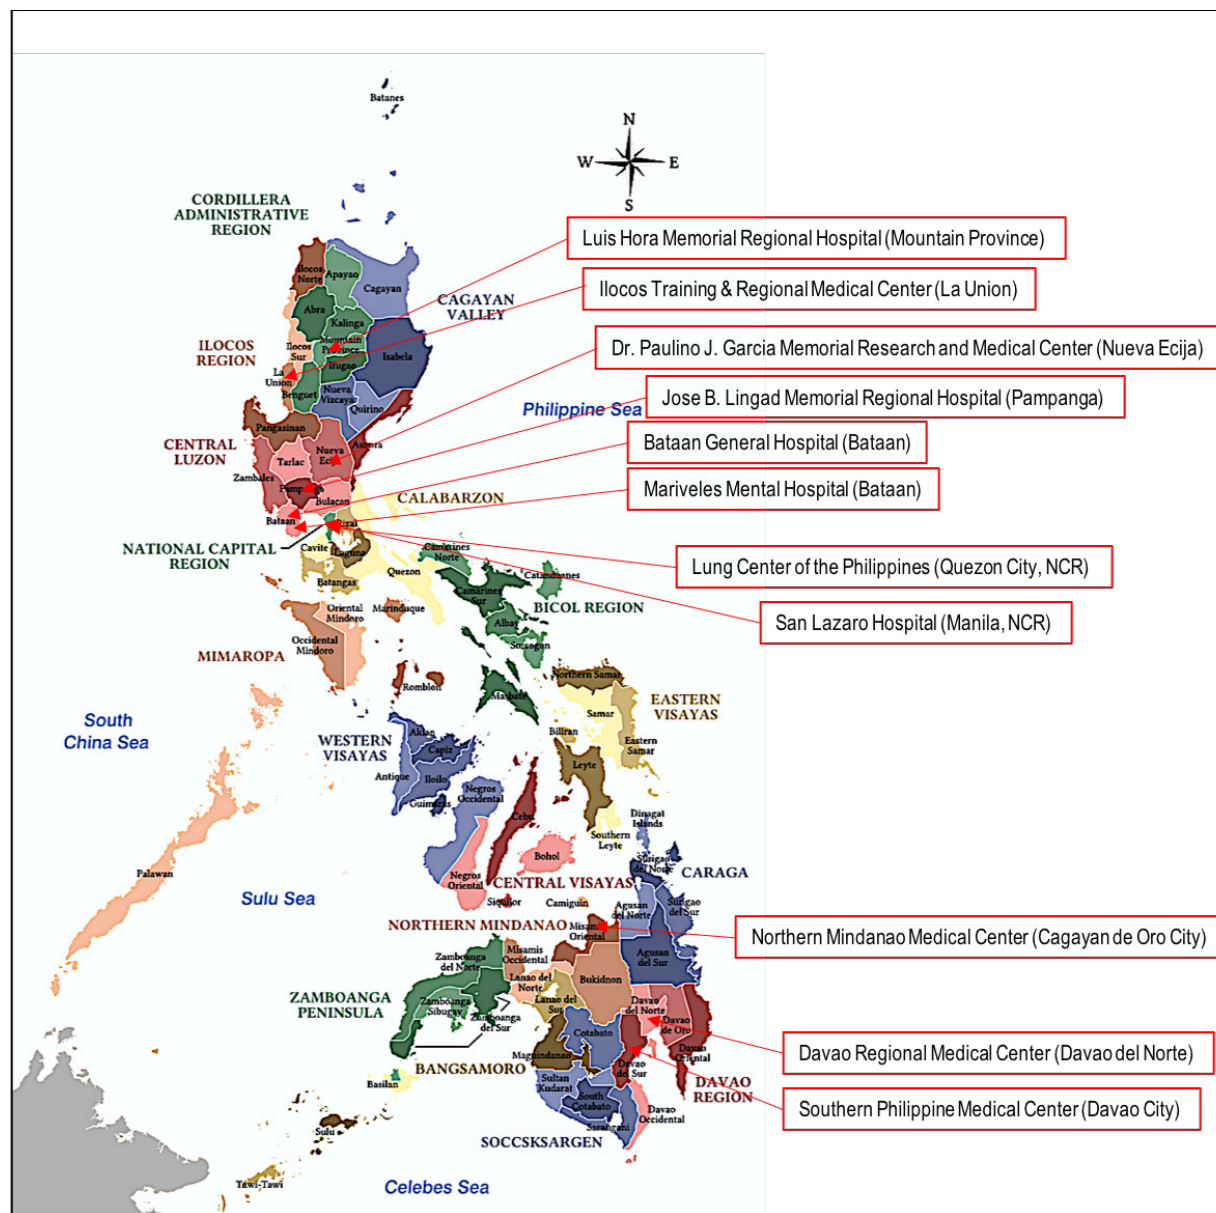 Batanes
N
W
E
S
CORDILLERA
ADMINISTRATIVE
REGION
Luis Hora Memorial Regional Hospital (Mountain Province)
Ilocos
Norte
Apayao
Cagayan
Ilocos Training & Regional Medical Center (La Union)
CAGAYAN
VALLEY
Abra
Kalinga
ILOCOS
REGION
Ilocos
Sur
Mountain
Province
Isabela
Dr. Paulino J. Garcia Memorial Research and Medical Center (Nueva Ecija)
Ifugao
La
Union
Benguet
Nueva
Vizcaya
Quirino
Philippine Sea
Jose B. Lingad Memorial Regional Hospital (Pampanga)
Pangasinan
Aurora
CENTRAL
LUZON
Nueva
Ecija
Tarlac
Bataan General Hospital (Bataan)
Zambales
Pampanga
Bulacan
CALABARZON
Mariveles Mental Hospital (Bataan)
Bataan
Rizal
NATIONAL CAPITAL
REGION
Cavite
Laguna
Batangas
Quezon
Camarines
Norte
Catanduanes
Lung Center of the Philippines (Quezon City, NCR)
Camarines
Sur
BICOL REGION
Oriental
Mindoro
Marinduque
Albay
Sorsogon
San Lazaro Hospital (Manila, NCR)
Occidental
Mindoro
MIMAROPA
Romblon
Masbate
Northern Samar
EASTERN
VISAYAS
Samar
South
China Sea
WESTERN
VISAYAS
Aklan
Capiz
Biliran
Eastern
Samar
Antique
Iloilo
Leyte
Guimaras
Negros
Occidental
Cebu
Dinagat
Islands
Southern
Leyte
Bohol
Surigao
del Norte
CARAGA
Palawan
Negros
Oriental
CENTRAL VISAYAS
Sulu Sea
Siquijor
Camiguin
Agusan
del Norte
Surigao
del Sur
NORTHERN MINDANAO
Misamis
Oriental
Northern Mindanao Medical Center (Cagayan de Oro City)
Misamis
Occidental
Zamboanga
del Norte
Agusan
del Sur
Lanao del
Norte
Bukidnon
ZAMBOANGA
PENINSULA
Zamboanga
Sibugay
Zamboanga
del Sur
Lanao del
Sur
Davao
del Norte
Davao
de Oro
Cotabato
Maguindanao
Davao
Oriental
Davao Regional Medical Center (Davao del Norte)
BANGSAMORO
Davao
del Sur
Basilan
Sultan
Kudarat
DAVAO
REGION
South
Cotabato
Davao
Occidental
Southern Philippine Medical Center (Davao City)
Sarangani
Sulu
SOCCSKSARGEN
Tawi-Tawi
Celebes Sea